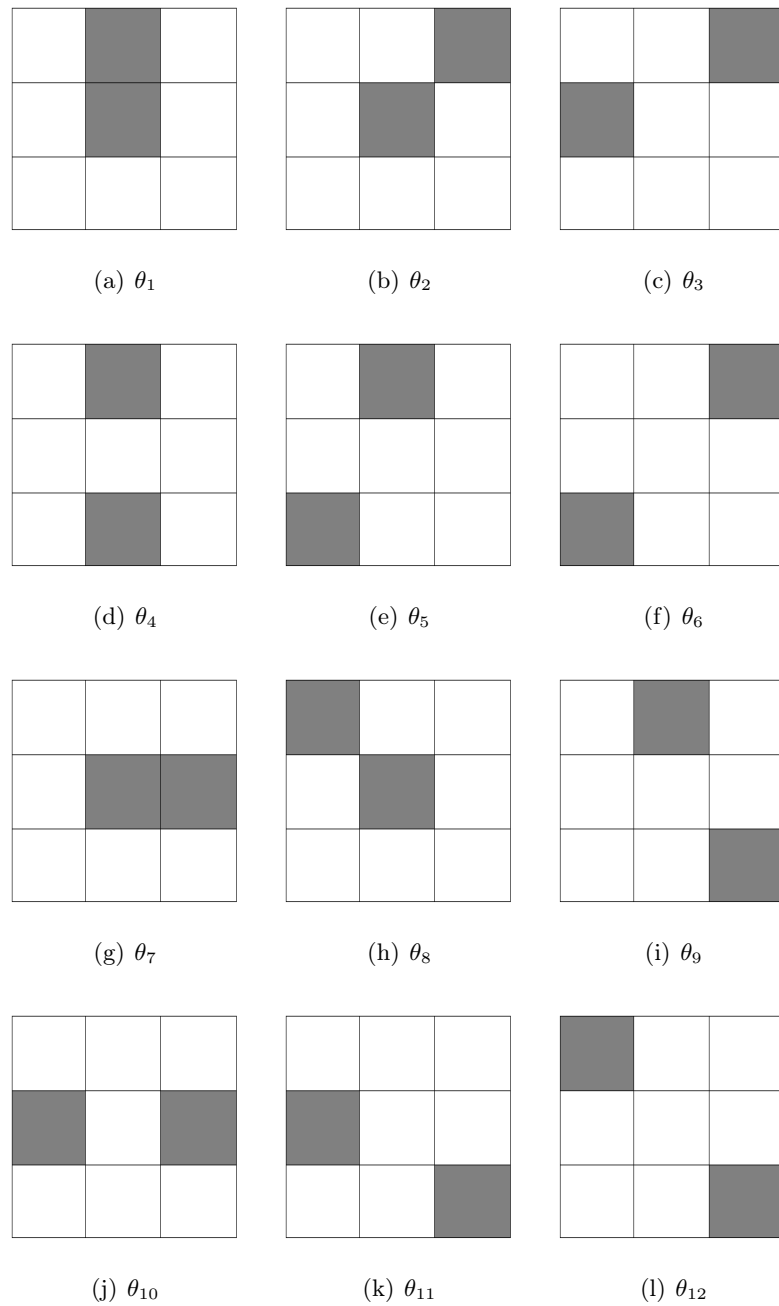 (a) θ₁ (b) θ₂ (c) θ₃
(d) θ₄ (e) θ₅ (f) θ₆
(g) θ₇ (h) θ₈ (i) θ₉
(j) θ₁₀ (k) θ₁₁ (l) θ₁₂